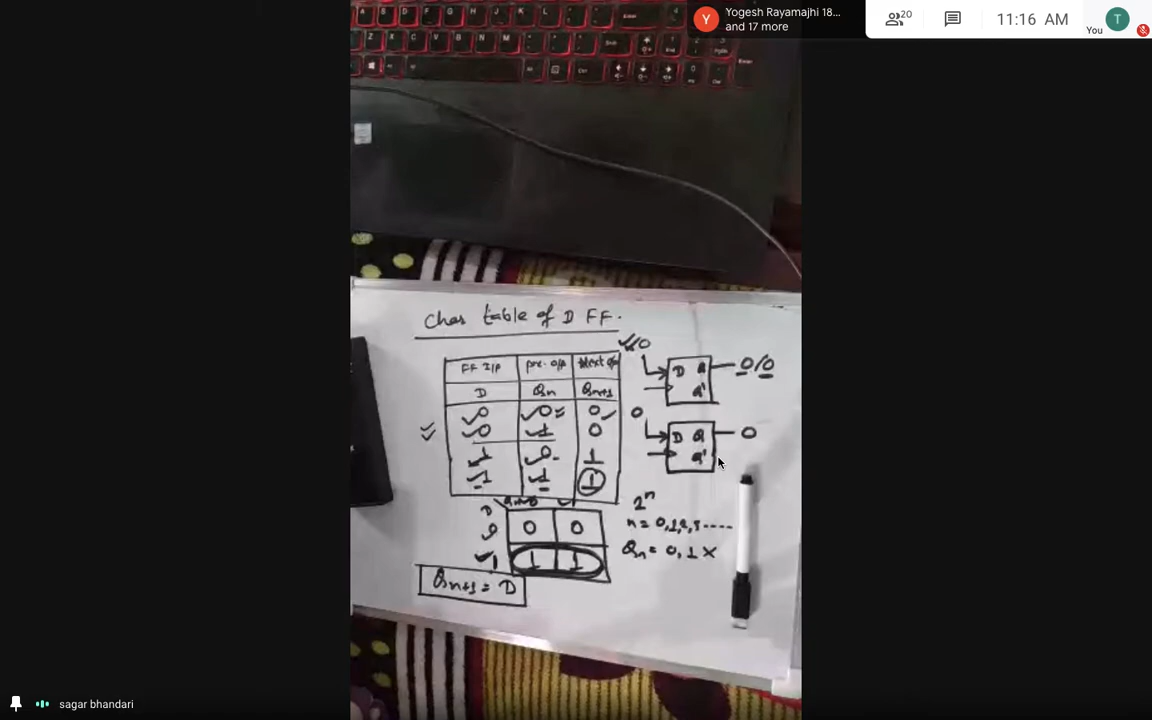 Yogesh Rayamajhi 18...
and 17 more
20
11:16 AM
Y
T
You
Char table of D FF.
FF I/P pre. o/p Next o/p
D Qn Qn+1
0 0 0
0 1 0
1 0 1
1 1 1
0
D Q 0/0
Q'
0
D Q 0
Q'
D
0 0 0
1 1 1
Qn+1 = D
2^n
n = 0,1,2,3 ----
Qn = 0, 1 X
sagar bhandari